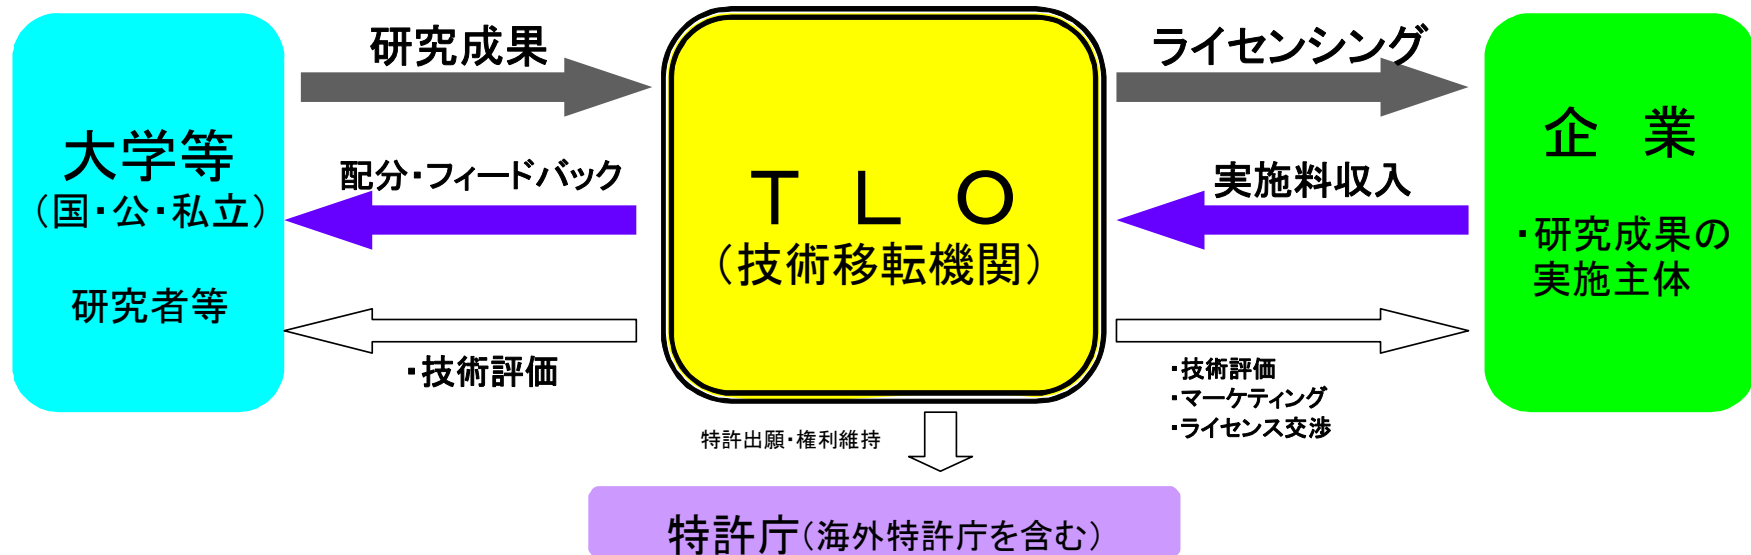 大学等
（国・公・私立）
研究者等
研究成果
配分・フィードバック
・技術評価
ＴＬＯ
（技術移転機関）
ライセンシング
実施料収入
・技術評価
・マーケティング
・ライセンス交渉
企　業
・研究成果の
実施主体
特許出願・権利維持
特許庁（海外特許庁を含む）